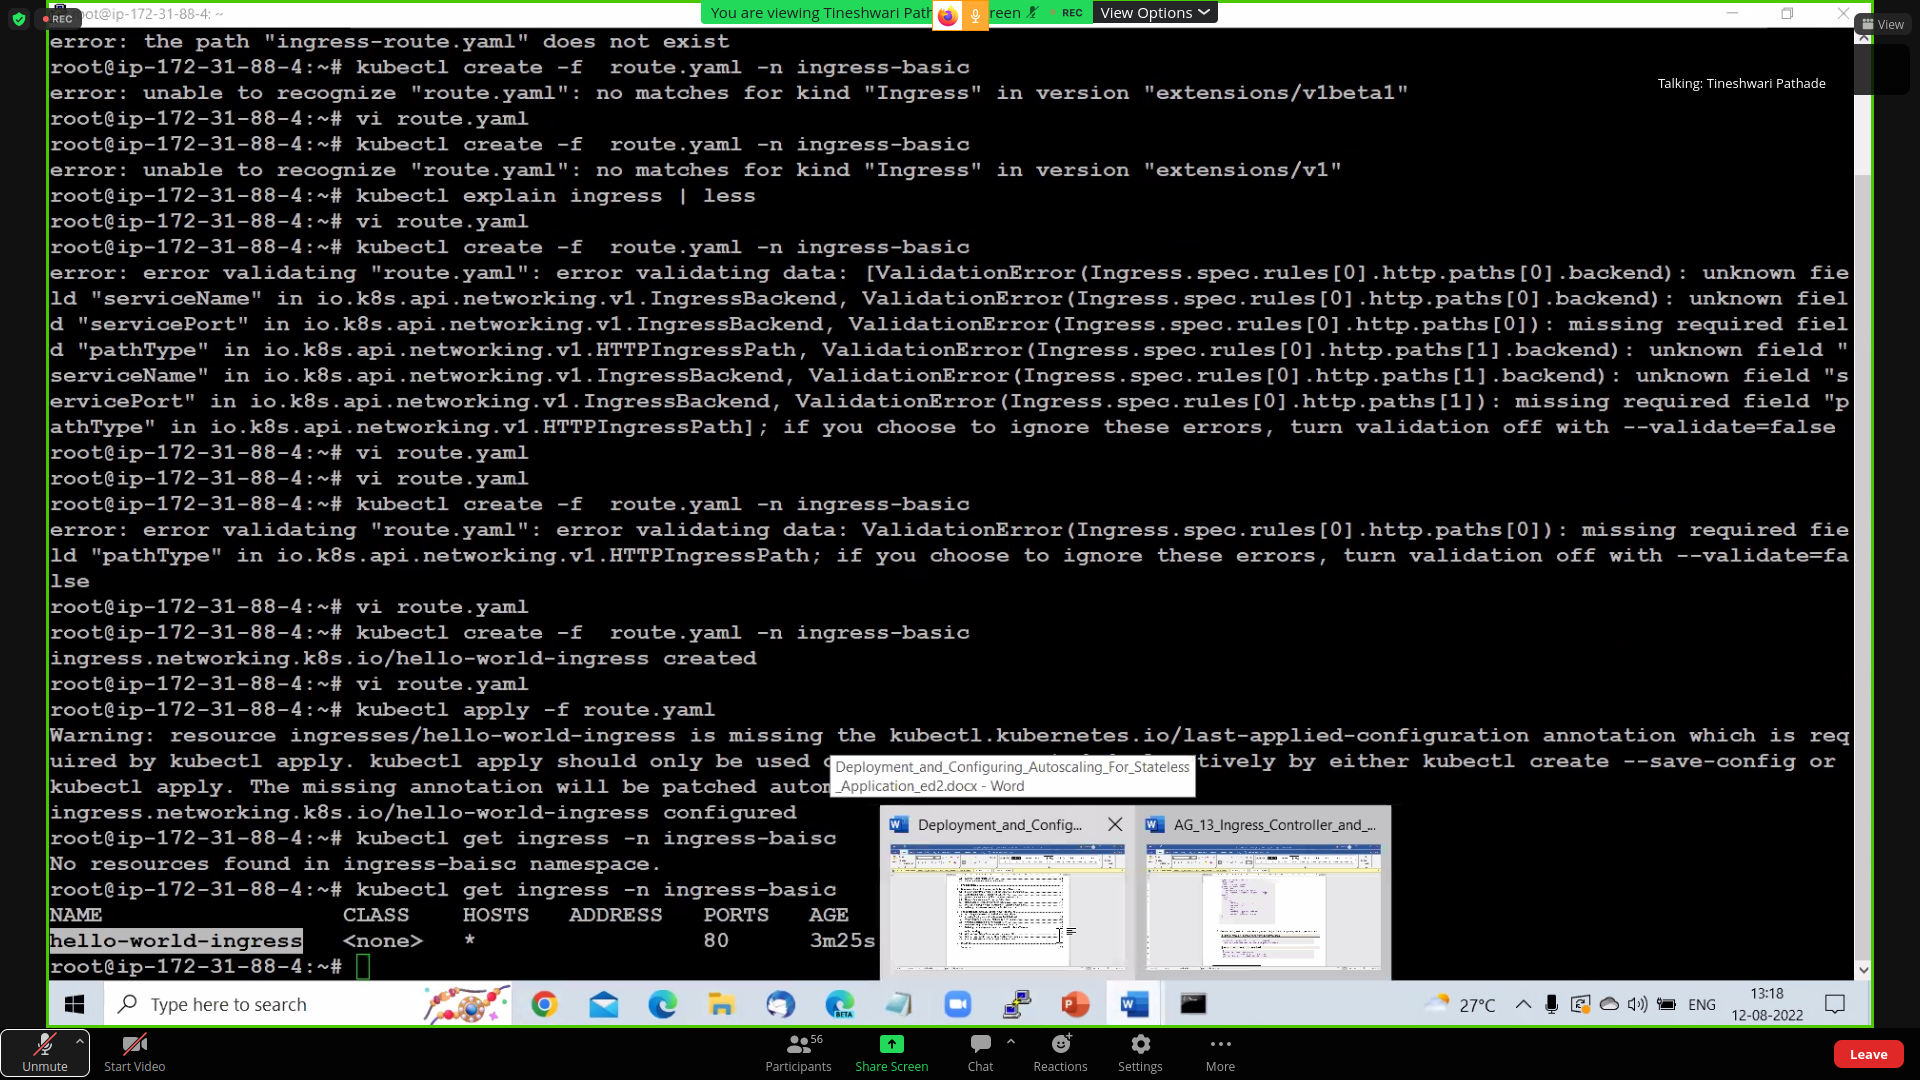 REC
root@ip-172-31-88-4: ~
You are viewing Tineshwari Path
reen
REC
View Options
View
Talking: Tineshwari Pathade
error: the path "ingress-route.yaml" does not exist
root@ip-172-31-88-4:~# kubectl create -f  route.yaml -n ingress-basic
error: unable to recognize "route.yaml": no matches for kind "Ingress" in version "extensions/v1beta1"
root@ip-172-31-88-4:~# vi route.yaml
root@ip-172-31-88-4:~# kubectl create -f  route.yaml -n ingress-basic
error: unable to recognize "route.yaml": no matches for kind "Ingress" in version "extensions/v1"
root@ip-172-31-88-4:~# kubectl explain ingress | less
root@ip-172-31-88-4:~# vi route.yaml
root@ip-172-31-88-4:~# kubectl create -f  route.yaml -n ingress-basic
error: error validating "route.yaml": error validating data: [ValidationError(Ingress.spec.rules[0].http.paths[0].backend): unknown fie
ld "serviceName" in io.k8s.api.networking.v1.IngressBackend, ValidationError(Ingress.spec.rules[0].http.paths[0].backend): unknown fiel
d "servicePort" in io.k8s.api.networking.v1.IngressBackend, ValidationError(Ingress.spec.rules[0].http.paths[0]): missing required fiel
d "pathType" in io.k8s.api.networking.v1.HTTPIngressPath, ValidationError(Ingress.spec.rules[0].http.paths[1].backend): unknown field "
serviceName" in io.k8s.api.networking.v1.IngressBackend, ValidationError(Ingress.spec.rules[0].http.paths[1].backend): unknown field "s
ervicePort" in io.k8s.api.networking.v1.IngressBackend, ValidationError(Ingress.spec.rules[0].http.paths[1]): missing required field "p
athType" in io.k8s.api.networking.v1.HTTPIngressPath]; if you choose to ignore these errors, turn validation off with --validate=false
root@ip-172-31-88-4:~# vi route.yaml
root@ip-172-31-88-4:~# vi route.yaml
root@ip-172-31-88-4:~# kubectl create -f  route.yaml -n ingress-basic
error: error validating "route.yaml": error validating data: ValidationError(Ingress.spec.rules[0].http.paths[0]): missing required fie
ld "pathType" in io.k8s.api.networking.v1.HTTPIngressPath; if you choose to ignore these errors, turn validation off with --validate=fa
lse
root@ip-172-31-88-4:~# vi route.yaml
root@ip-172-31-88-4:~# kubectl create -f  route.yaml -n ingress-basic
ingress.networking.k8s.io/hello-world-ingress created
root@ip-172-31-88-4:~# vi route.yaml
root@ip-172-31-88-4:~# kubectl apply -f route.yaml
Warning: resource ingresses/hello-world-ingress is missing the kubectl.kubernetes.io/last-applied-configuration annotation which is req
uired by kubectl apply. kubectl apply should only be used tively by either kubectl create --save-config or
kubectl apply. The missing annotation will be patched autom
ingress.networking.k8s.io/hello-world-ingress configured
root@ip-172-31-88-4:~# kubectl get ingress -n ingress-baisc
No resources found in ingress-baisc namespace.
root@ip-172-31-88-4:~# kubectl get ingress -n ingress-basic
NAME CLASS HOSTS ADDRESS PORTS AGE
hello-world-ingress <none> * 80 3m25s
root@ip-172-31-88-4:~#
Deployment_and_Configuring_Autoscaling_For_Stateless
_Application_ed2.docx - Word
Deployment_and_Config...
AG_13_Ingress_Controller_and_...
Type here to search
BETA
27°C
ENG
13:18
12-08-2022
Unmute
Start Video
56
Participants
Share Screen
Chat
Reactions
Settings
More
Leave